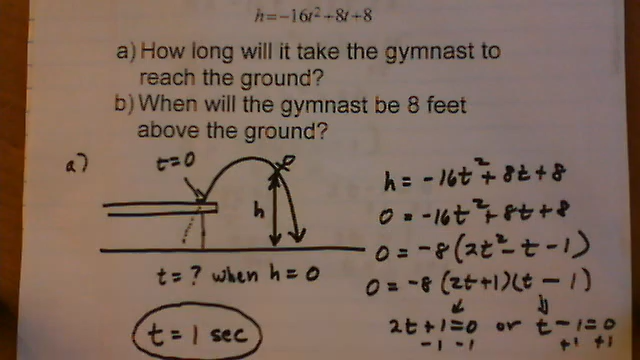 h=-16t²+8t+8
a) How long will it take the gymnast to
reach the ground?
b) When will the gymnast be 8 feet
above the ground?
a)
t=0
h
t = ? when h = 0
t = 1 sec
h = -16t²+ 8t + 8
0 = -16t²+ 8t + 8
0 = -8(2t²- t - 1)
0 = -8(2t+1)(t - 1)
2t+1=0 or t-1=0
-1 -1 +1 +1